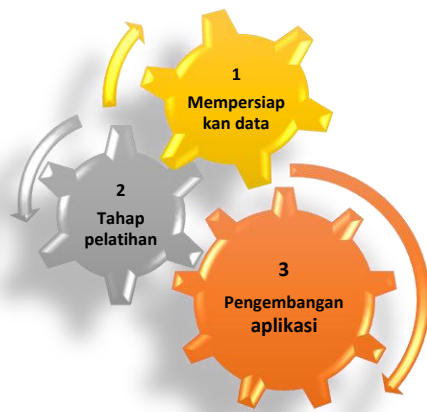 1
Mempersiap
kan data
2
Tahap
pelatihan
3
Pengembangan
aplikasi